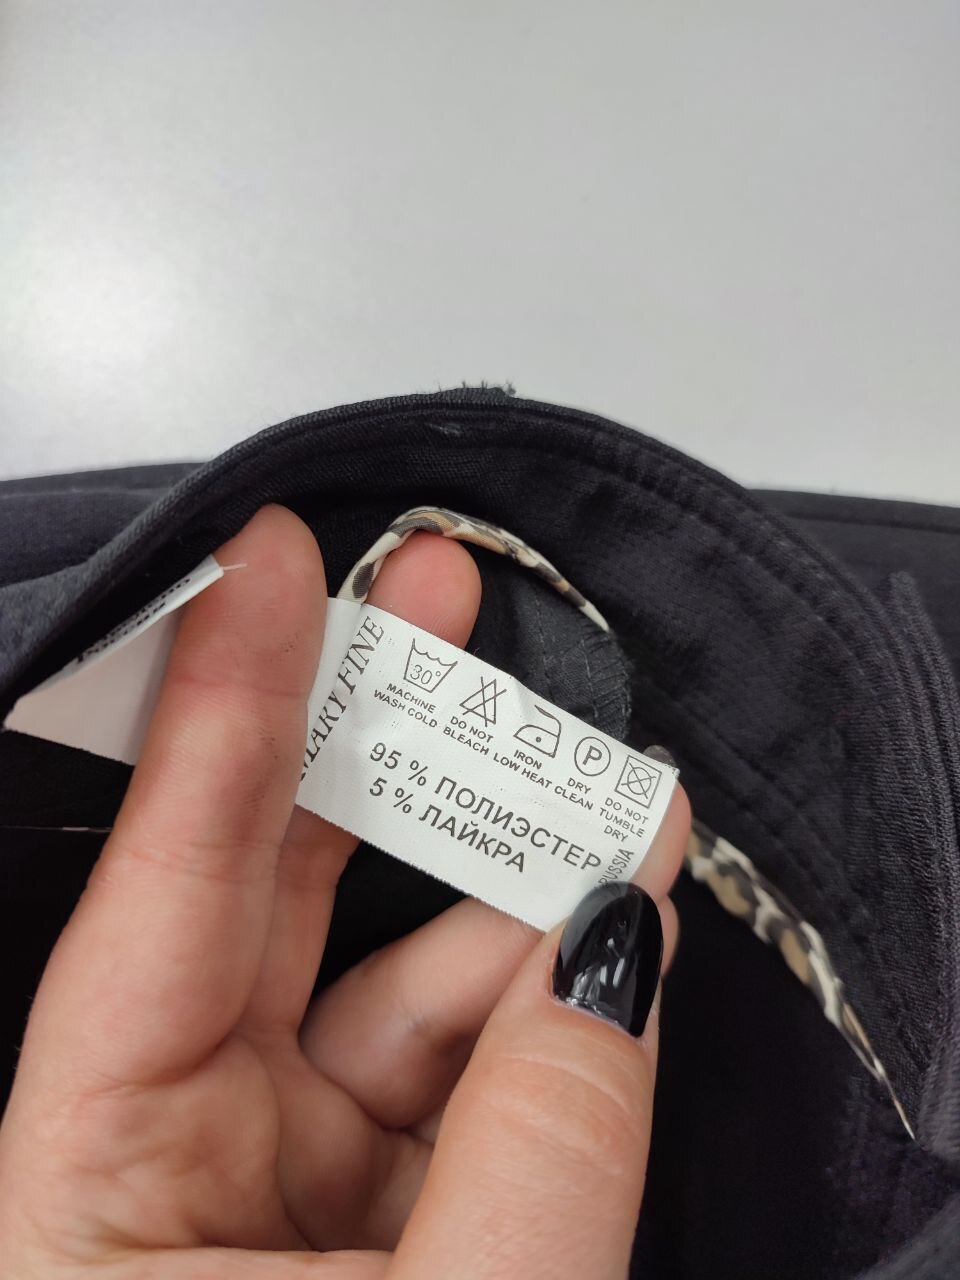 MARY FINE
30°
MACHINE
WASH COLD
DO NOT
BLEACH
IRON
LOW HEAT
DRY
CLEAN
P
DO NOT
TUMBLE
DRY
95 % ПОЛИЭСТЕР
5 % ЛАЙКРА
RUSSIA